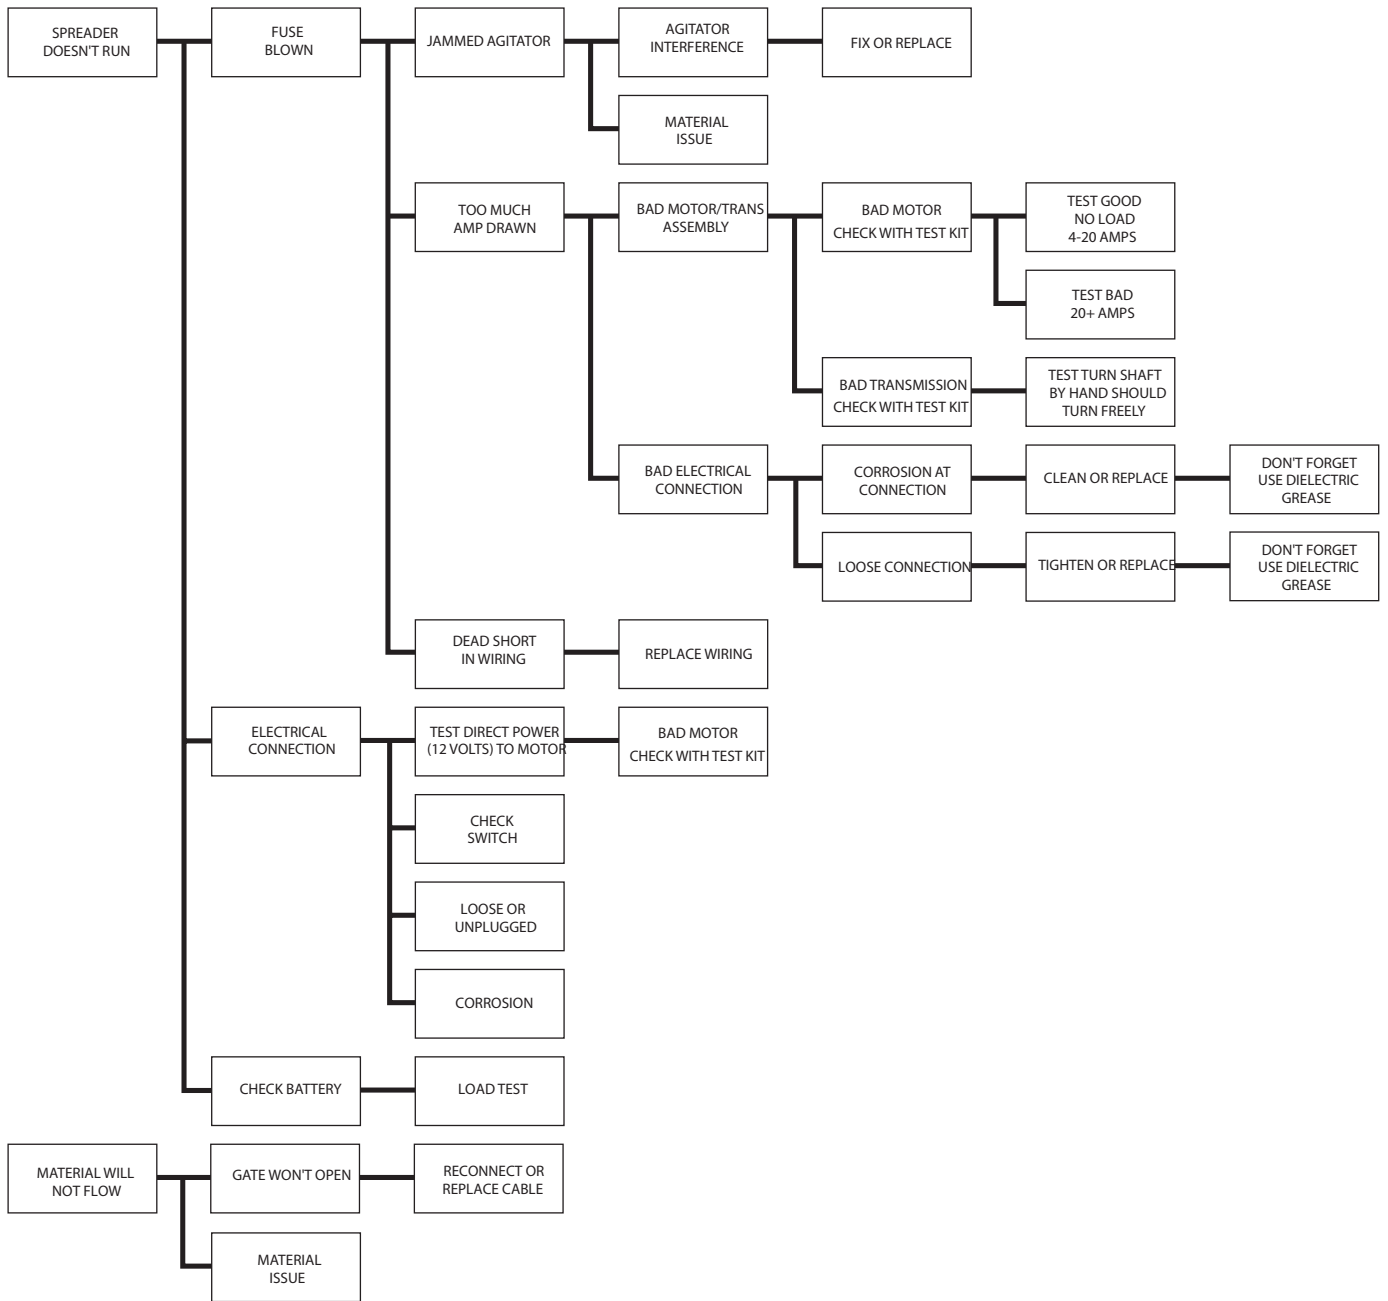 SPREADER
DOESN'T RUN
FUSE
BLOWN
JAMMED AGITATOR
AGITATOR
INTERFERENCE
FIX OR REPLACE
MATERIAL
ISSUE
TOO MUCH
AMP DRAWN
BAD MOTOR/TRANS
ASSEMBLY
BAD MOTOR
CHECK WITH TEST KIT
TEST GOOD
NO LOAD
4-20 AMPS
TEST BAD
20+ AMPS
BAD TRANSMISSION
CHECK WITH TEST KIT
TEST TURN SHAFT
BY HAND SHOULD
TURN FREELY
BAD ELECTRICAL
CONNECTION
CORROSION AT
CONNECTION
CLEAN OR REPLACE
DON'T FORGET
USE DIELECTRIC
GREASE
LOOSE CONNECTION
TIGHTEN OR REPLACE
DON'T FORGET
USE DIELECTRIC
GREASE
DEAD SHORT
IN WIRING
REPLACE WIRING
ELECTRICAL
CONNECTION
TEST DIRECT POWER
(12 VOLTS) TO MOTOR
BAD MOTOR
CHECK WITH TEST KIT
CHECK
SWITCH
LOOSE OR
UNPLUGGED
CORROSION
CHECK BATTERY
LOAD TEST
MATERIAL WILL
NOT FLOW
GATE WON'T OPEN
RECONNECT OR
REPLACE CABLE
MATERIAL
ISSUE